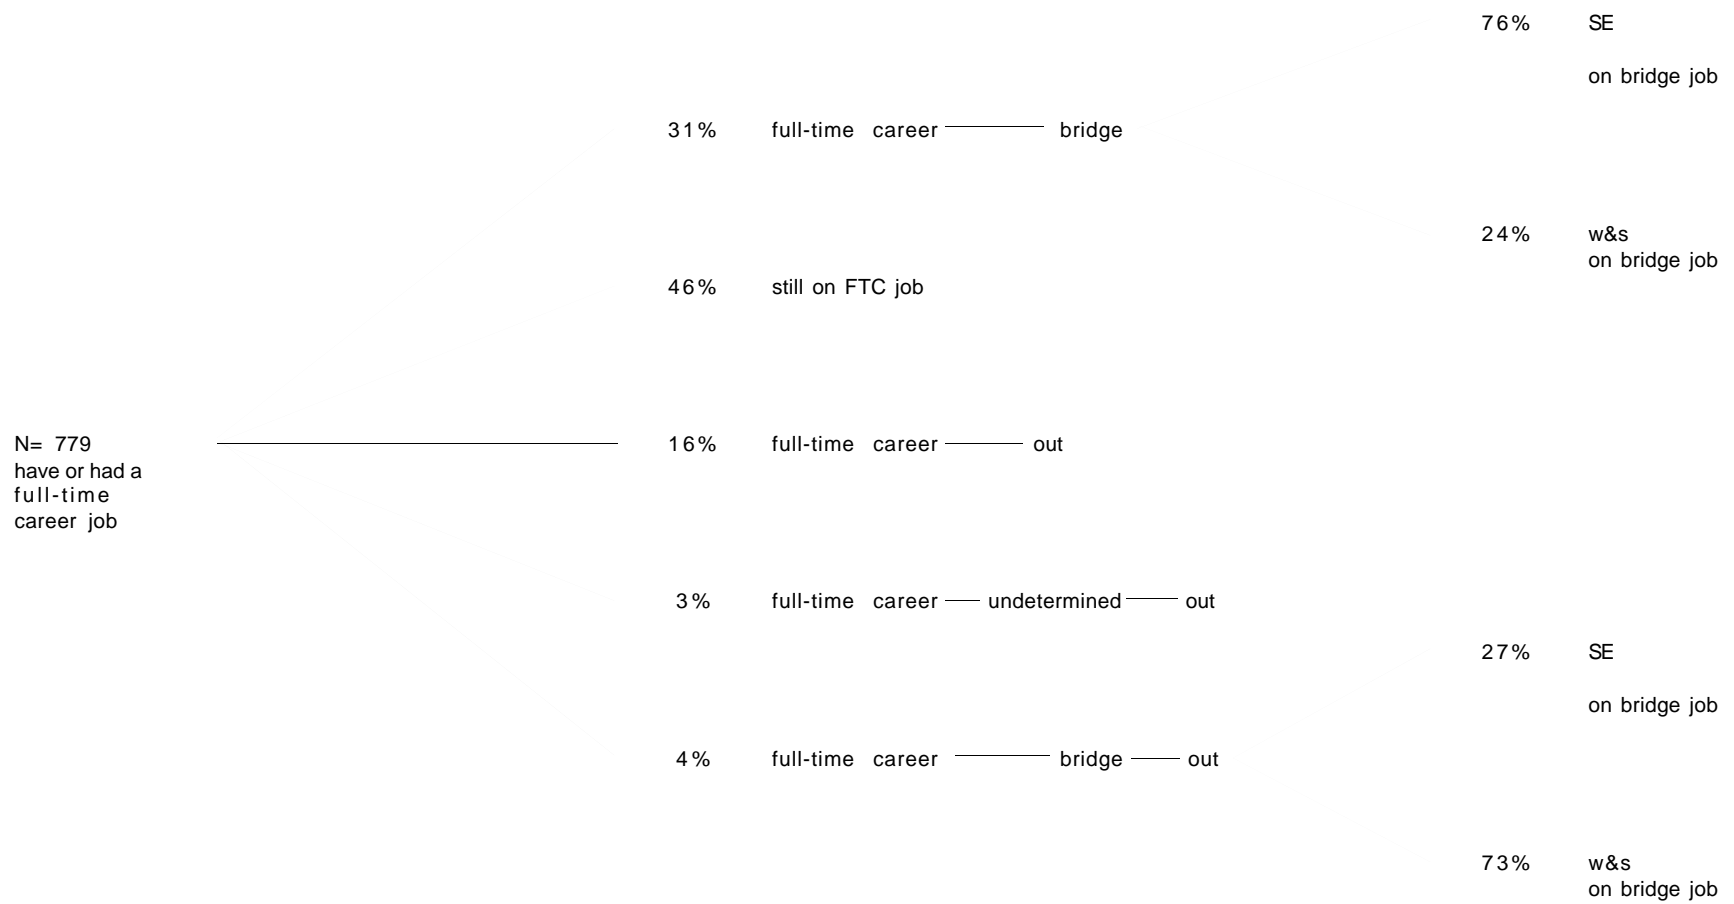 76% SE
on bridge job
31% full-time career bridge
24% w&s
on bridge job
46% still on FTC job
N= 779
have or had a
full-time
career job
16% full-time career out
3% full-time career undetermined out
27% SE
on bridge job
4% full-time career bridge out
73% w&s
on bridge job